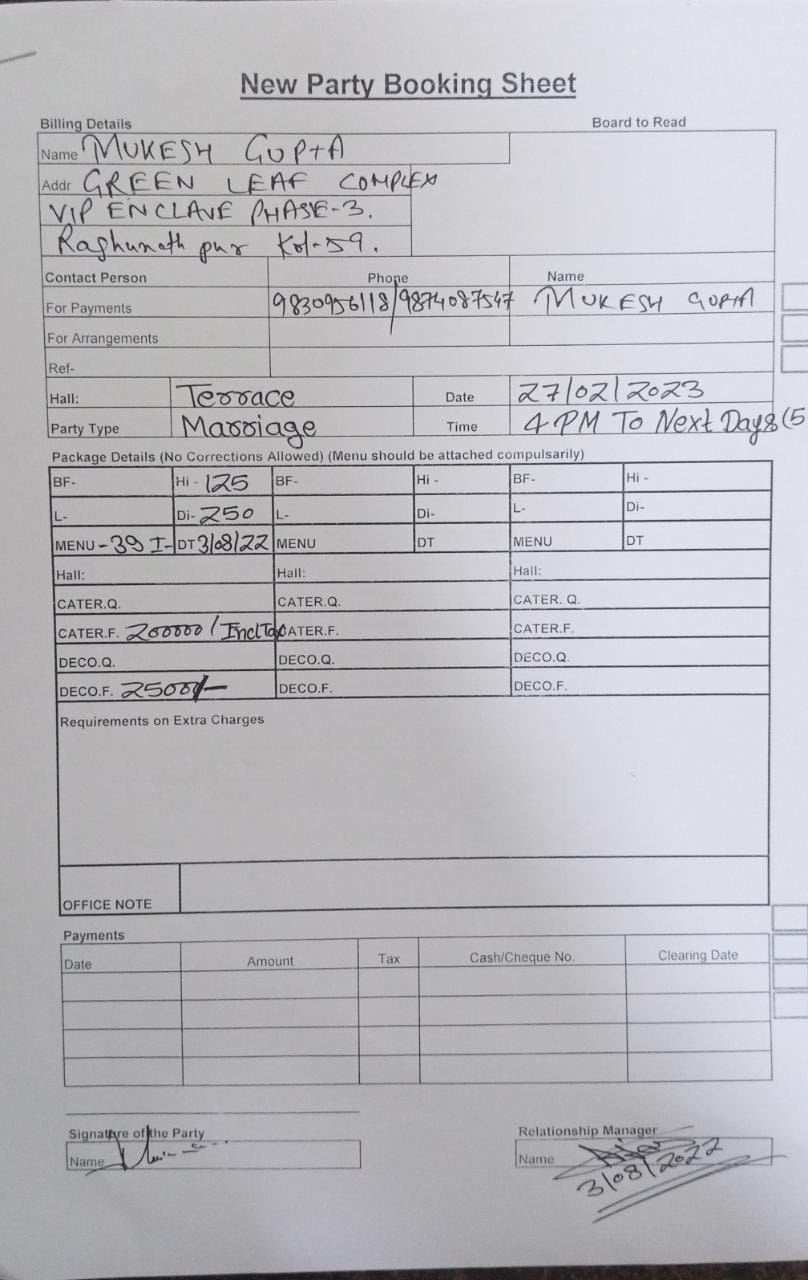 New Party Booking Sheet
Billing Details Board to Read
Name MUKESH GUPTA
Addr GREEN LEAF COMPLEX
VIP ENCLAVE PHASE-3.
Raghunath pur Kol-59.
Contact Person Phone Name
For Payments 9830956118/9874087547 MUKESH GUPTA
For Arrangements
Ref-
Hall: Terrace Date 27/02/2023
Party Type Marriage Time 4 PM To Next Day 8 (5
Package Details (No Corrections Allowed) (Menu should be attached compulsarily)
BF- Hi - 125 BF- Hi - BF- Hi -
L- Di- 250 L- Di- L- Di-
MENU - 39 I- DT 3/08/22 MENU DT MENU DT
Hall: Hall: Hall:
CATER.Q. CATER.Q. CATER. Q.
CATER.F. 200000/ Incl Tax CATER.F. CATER.F.
DECO.Q. DECO.Q. DECO.Q.
DECO.F. 25000/- DECO.F. DECO.F.
Requirements on Extra Charges
OFFICE NOTE
Payments
Date Amount Tax Cash/Cheque No. Clearing Date
Signature of the Party Relationship Manager
Name Name
3/08/2022